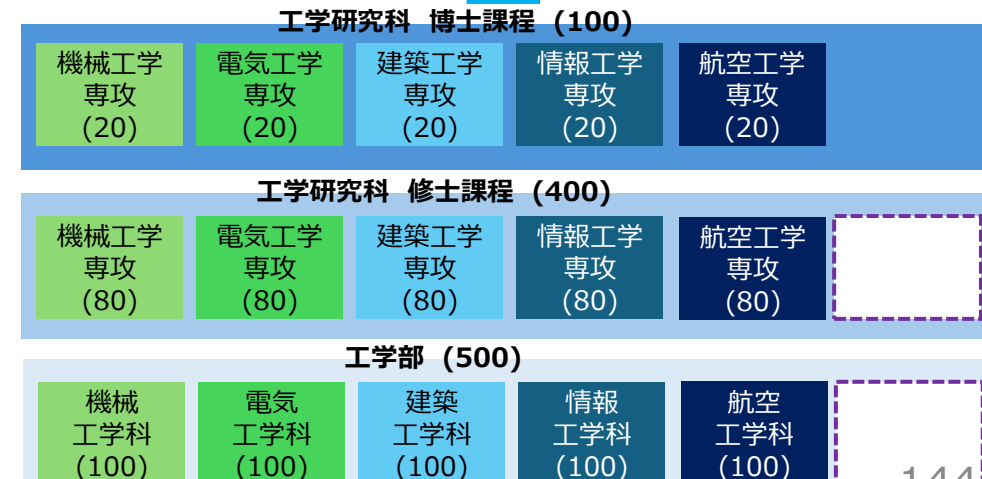 工学研究科 博士課程 (100)
機械工学 電気工学 建築工学 情報工学 航空工学
専攻 専攻 専攻 専攻 専攻
(20) (20) (20) (20) (20)
工学研究科 修士課程 (400)
機械工学 電気工学 建築工学 情報工学 航空工学
専攻 専攻 専攻 専攻 専攻
(80) (80) (80) (80) (80)
工学部 (500)
機械 電気 建築 情報 航空
工学科 工学科 工学科 工学科 工学科
(100) (100) (100) (100) (100)
144